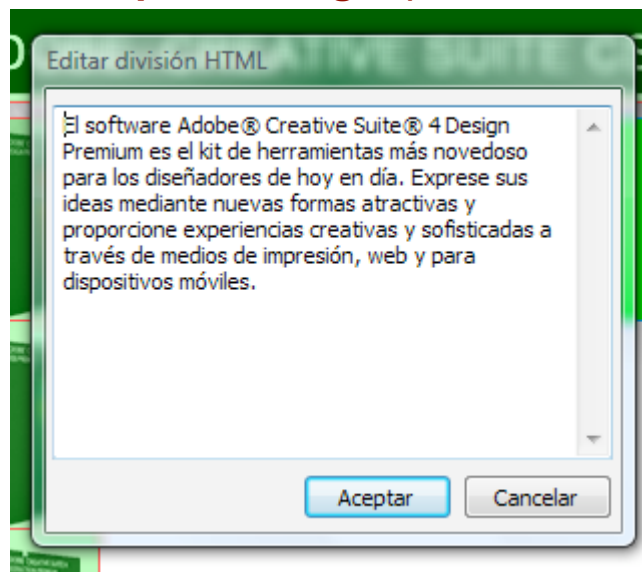 Editar división HTML
El software Adobe® Creative Suite® 4 Design
Premium es el kit de herramientas más novedoso
para los diseñadores de hoy en día. Exprese sus
ideas mediante nuevas formas atractivas y
proporcione experiencias creativas y sofisticadas a
través de medios de impresión, web y para
dispositivos móviles.
Aceptar
Cancelar